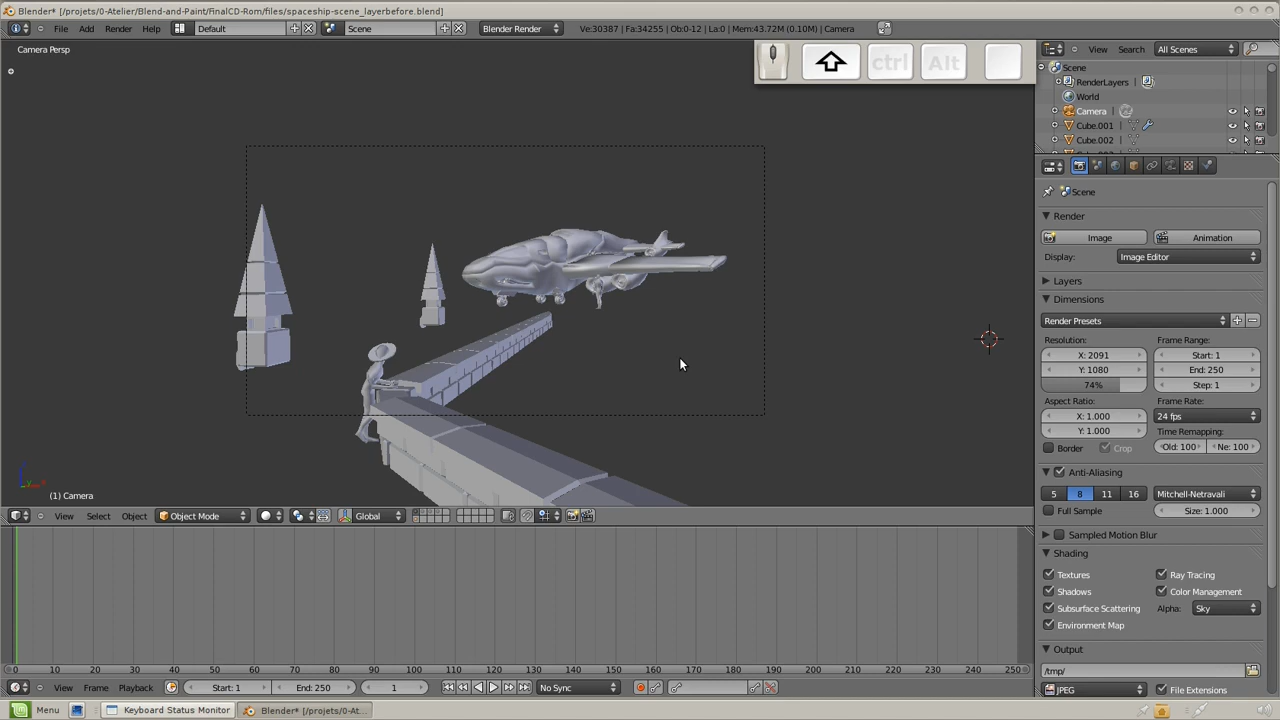 Blender* [/projets/0-Atelier/Blend-and-Paint/FinalCD-Rom/files/spaceship-scene_layerbefore.blend]
File Add Render Help Default Scene Blender Render Ve:30387 | Fa:34255 | Ob:0-12 | La:0 | Mem:43.72M (0.10M) | Camera
Camera Persp
ctrl Alt
View Search All Scenes
Scene
RenderLayers |
World
Camera |
Cube.001 |
Cube.002 |
Scene
Render
Image Animation
Display: Image Editor
Layers
Dimensions
Render Presets
Resolution: Frame Range:
X: 2091 Start: 1
Y: 1080 End: 250
74% Step: 1
Aspect Ratio: Frame Rate:
X: 1.000 24 fps
Y: 1.000 Time Remapping:
Border Crop Old: 100 Ne: 100
Anti-Aliasing
5 8 11 16 Mitchell-Netravali
Full Sample Size: 1.000
Sampled Motion Blur
Shading
Textures Ray Tracing
Shadows Color Management
Subsurface Scattering Alpha: Sky
Environment Map
Output
/tmp/
JPEG File Extensions
(1) Camera
View Select Object Object Mode Global
0 10 20 30 40 50 60 70 80 90 100 110 120 130 140 150 160 170 180 190 200 210 220 230 240 250
View Frame Playback Start: 1 End: 250 1 No Sync
Menu Keyboard Status Monitor Blender* [/projets/0-At...